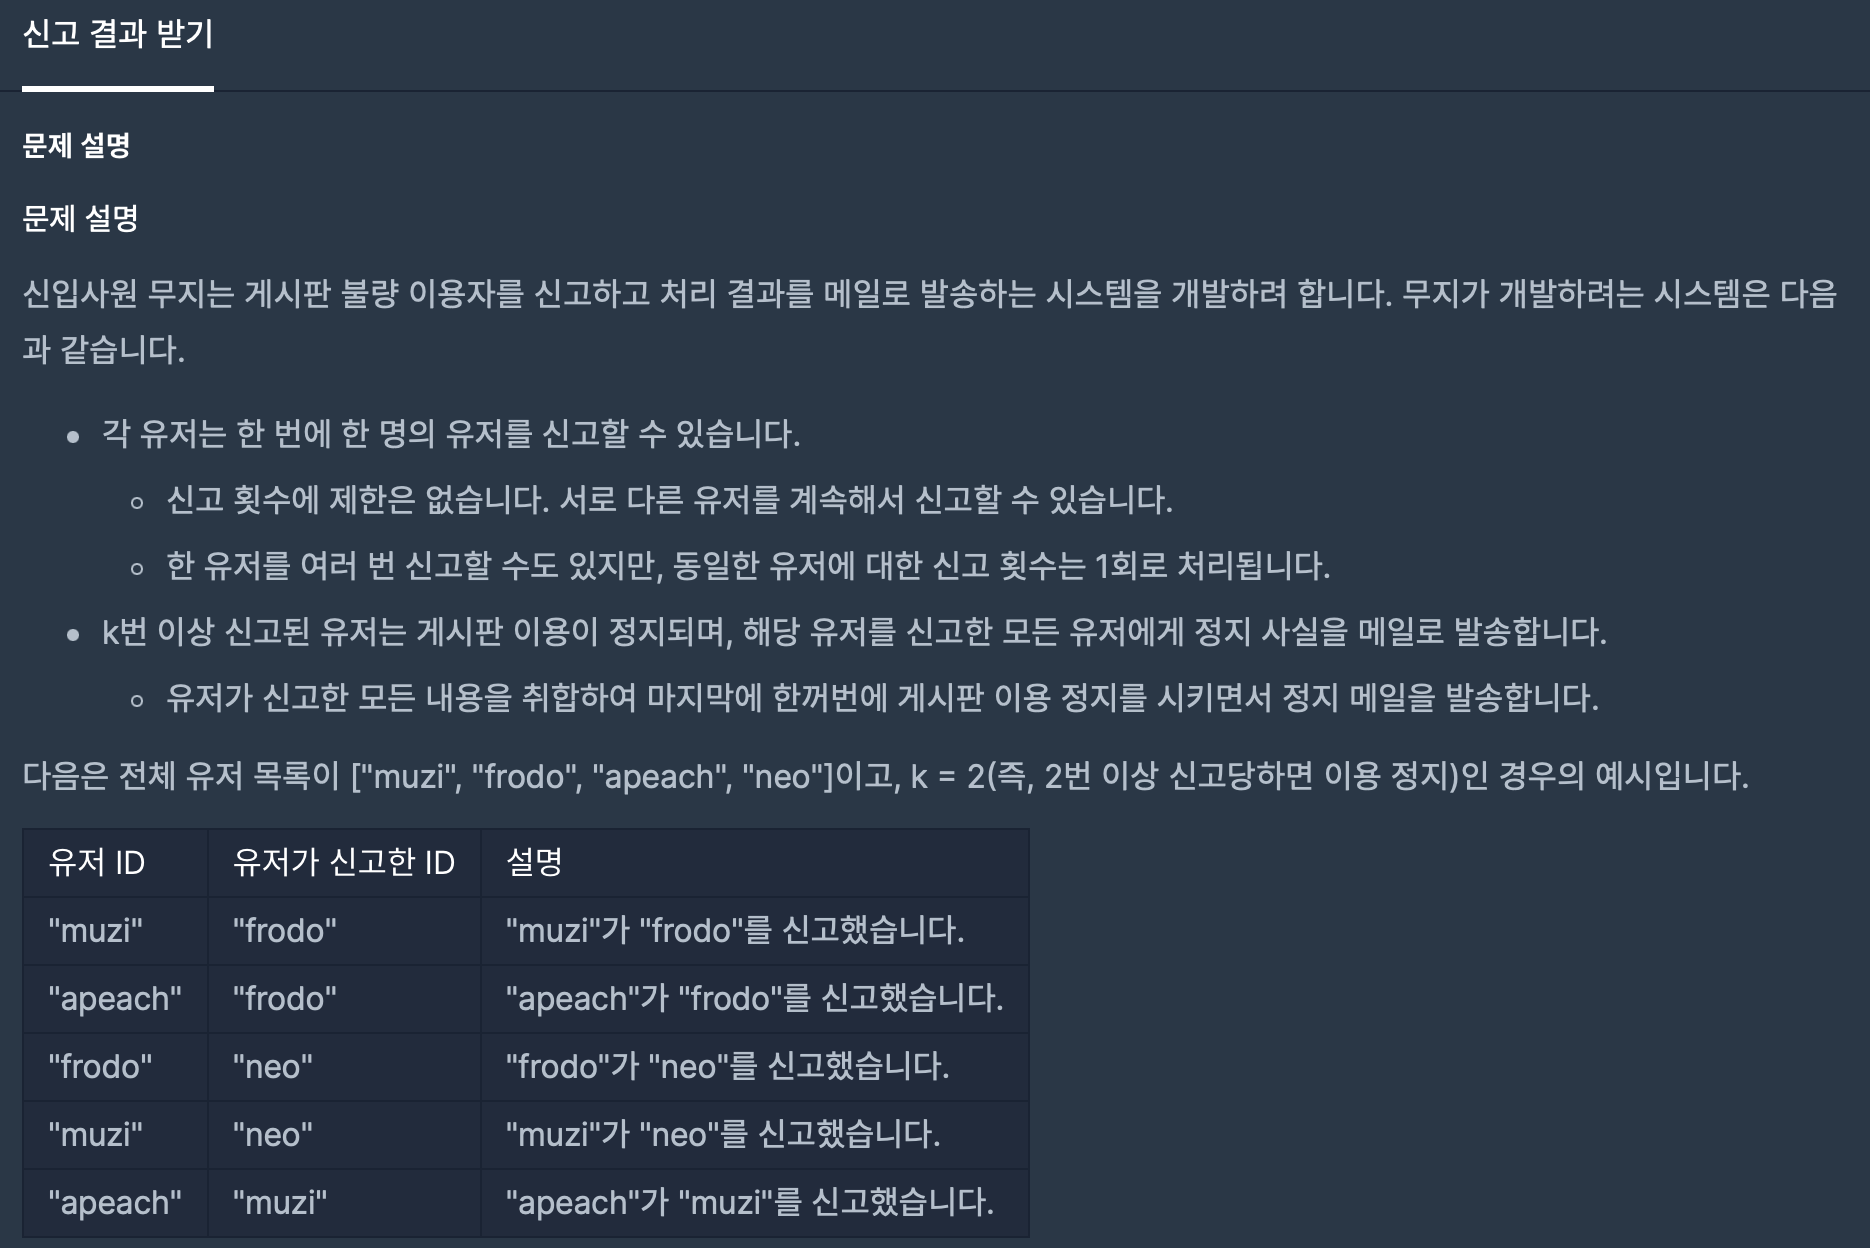 신고 결과 받기
문제 설명
문제 설명
신입사원 무지는 게시판 불량 이용자를 신고하고 처리 결과를 메일로 발송하는 시스템을 개발하려 합니다. 무지가 개발하려는 시스템은 다음
과 같습니다.
각 유저는 한 번에 한 명의 유저를 신고할 수 있습니다.
신고 횟수에 제한은 없습니다. 서로 다른 유저를 계속해서 신고할 수 있습니다.
한 유저를 여러 번 신고할 수도 있지만, 동일한 유저에 대한 신고 횟수는 1회로 처리됩니다.
k번 이상 신고된 유저는 게시판 이용이 정지되며, 해당 유저를 신고한 모든 유저에게 정지 사실을 메일로 발송합니다.
유저가 신고한 모든 내용을 취합하여 마지막에 한꺼번에 게시판 이용 정지를 시키면서 정지 메일을 발송합니다.
다음은 전체 유저 목록이 ["muzi", "frodo", "apeach", "neo"]이고, k = 2(즉, 2번 이상 신고당하면 이용 정지)인 경우의 예시입니다.
유저 ID 유저가 신고한 ID 설명
"muzi" "frodo" "muzi"가 "frodo"를 신고했습니다.
"apeach" "frodo" "apeach"가 "frodo"를 신고했습니다.
"frodo" "neo" "frodo"가 "neo"를 신고했습니다.
"muzi" "neo" "muzi"가 "neo"를 신고했습니다.
"apeach" "muzi" "apeach"가 "muzi"를 신고했습니다.